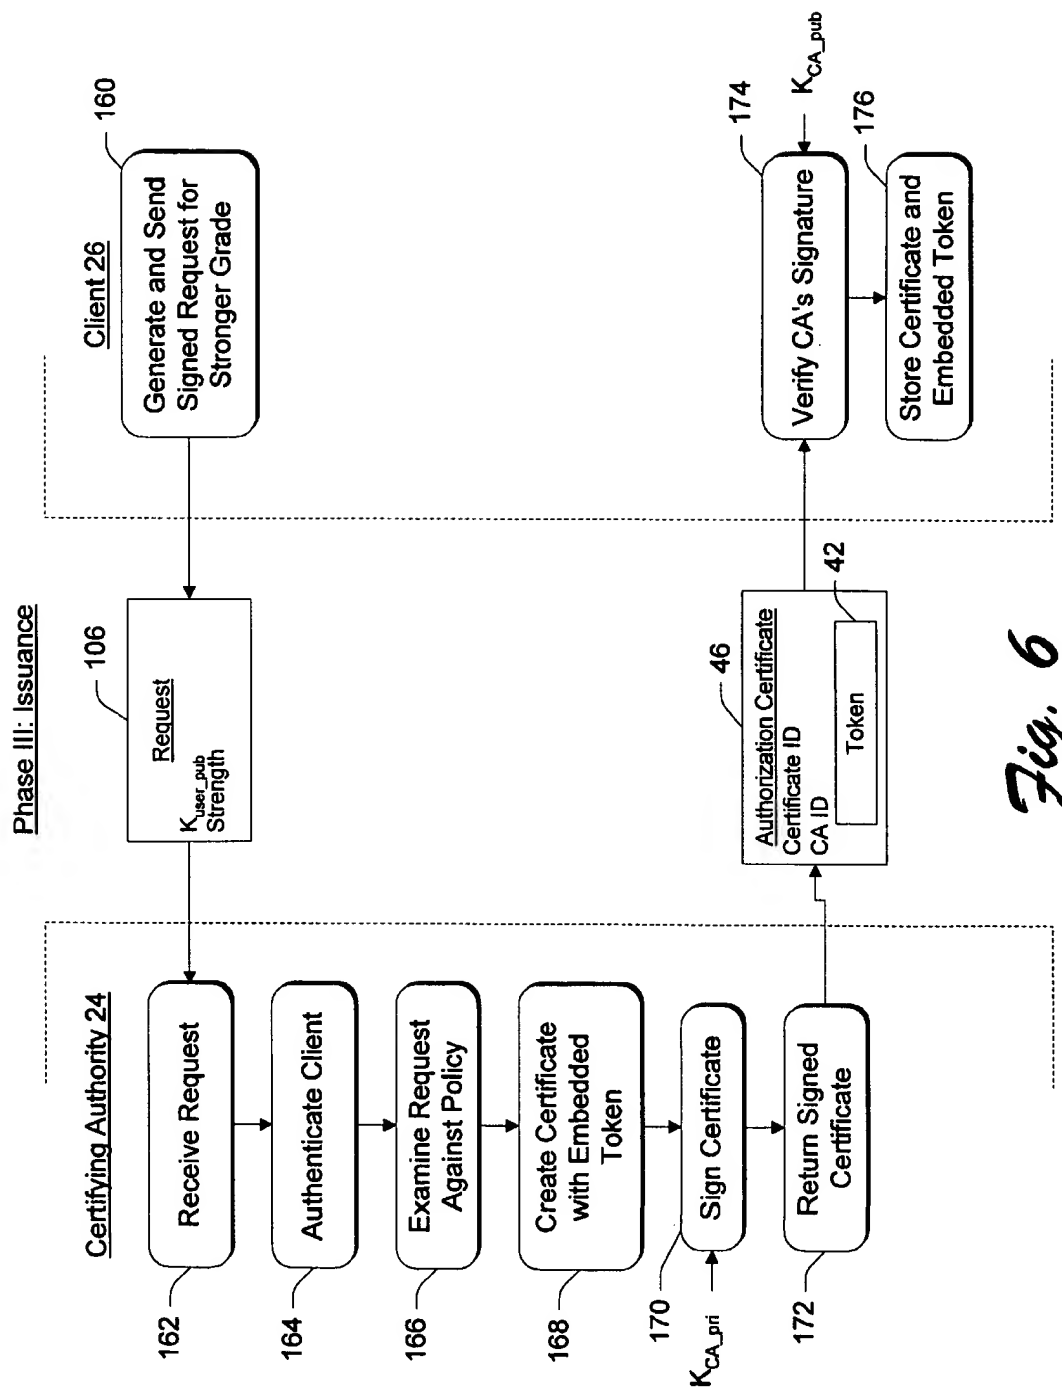 Phase III: Issuance
Certifying Authority 24
Client 26
162
Receive Request
164
Authenticate Client
166
Examine Request
Against Policy
168
Create Certificate
with Embedded
Token
170
Sign Certificate
K_CA_pri
172
Return Signed
Certificate
106
Request
K_user_pub
Strength
46
Authorization Certificate
Certificate ID
CA ID
Token
42
160
Generate and Send
Signed Request for
Stronger Grade
174
Verify CA's Signature
K_CA_pub
176
Store Certificate and
Embedded Token
Fig. 6